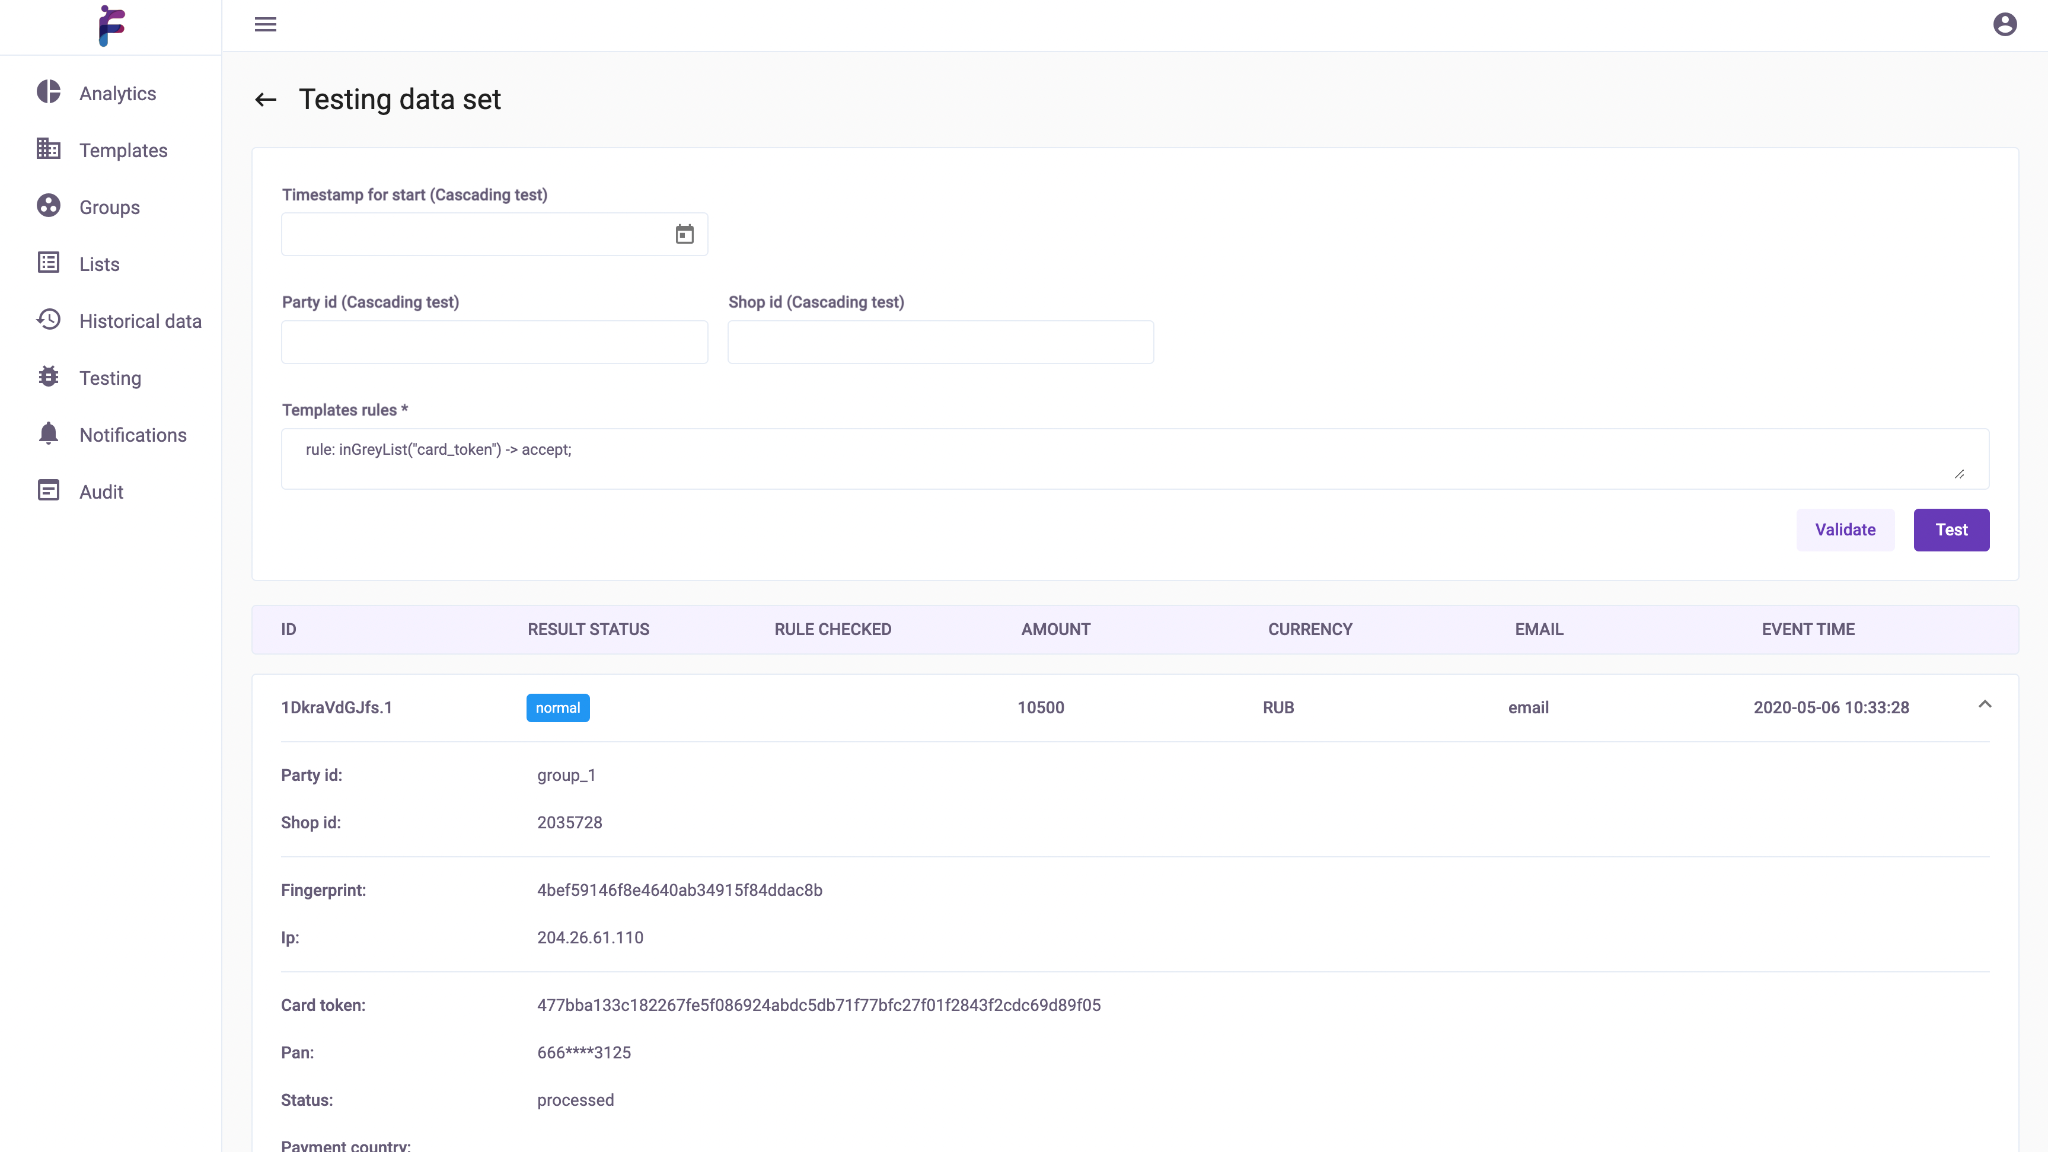 Analytics
Templates
Groups
Lists
Historical data
Testing
Notifications
Audit
Testing data set
Timestamp for start (Cascading test)
Party id (Cascading test) Shop id (Cascading test)
Templates rules *
rule: inGreyList("card_token") -> accept;
Validate Test
ID RESULT STATUS RULE CHECKED AMOUNT CURRENCY EMAIL EVENT TIME
1DkraVdGJfs.1 normal 10500 RUB email 2020-05-06 10:33:28
Party id: group_1
Shop id: 2035728
Fingerprint: 4bef59146f8e4640ab34915f84ddac8b
Ip: 204.26.61.110
Card token: 477bba133c182267fe5f086924abdc5db71f77bfc27f01f2843f2cdc69d89f05
Pan: 666****3125
Status: processed
Payment country: